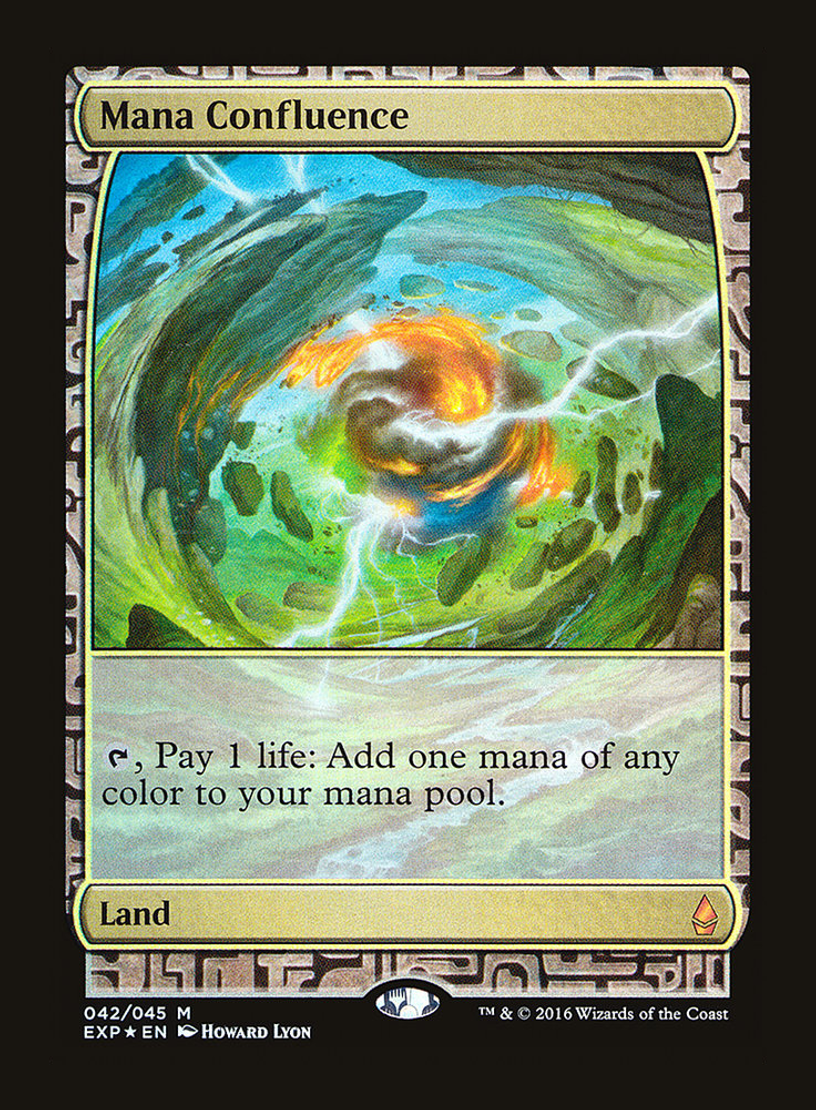 Mana Confluence
, Pay 1 life: Add one mana of any
color to your mana pool.
Land
042/045 M
EXP★EN Howard Lyon
™ & © 2016 Wizards of the Coast